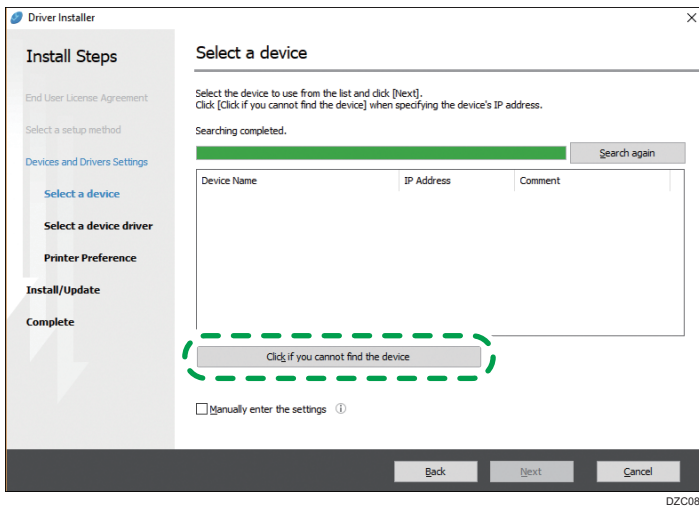 Driver Installer
Install Steps
End User License Agreement
Select a setup method
Devices and Drivers Settings
Select a device
Select a device driver
Printer Preference
Install/Update
Complete
Select a device
Select the device to use from the list and click [Next].
Click [Click if you cannot find the device] when specifying the device's IP address.
Searching completed.
Search again
Device Name IP Address Comment
Click if you cannot find the device
Manually enter the settings
Back Next Cancel
DZC08